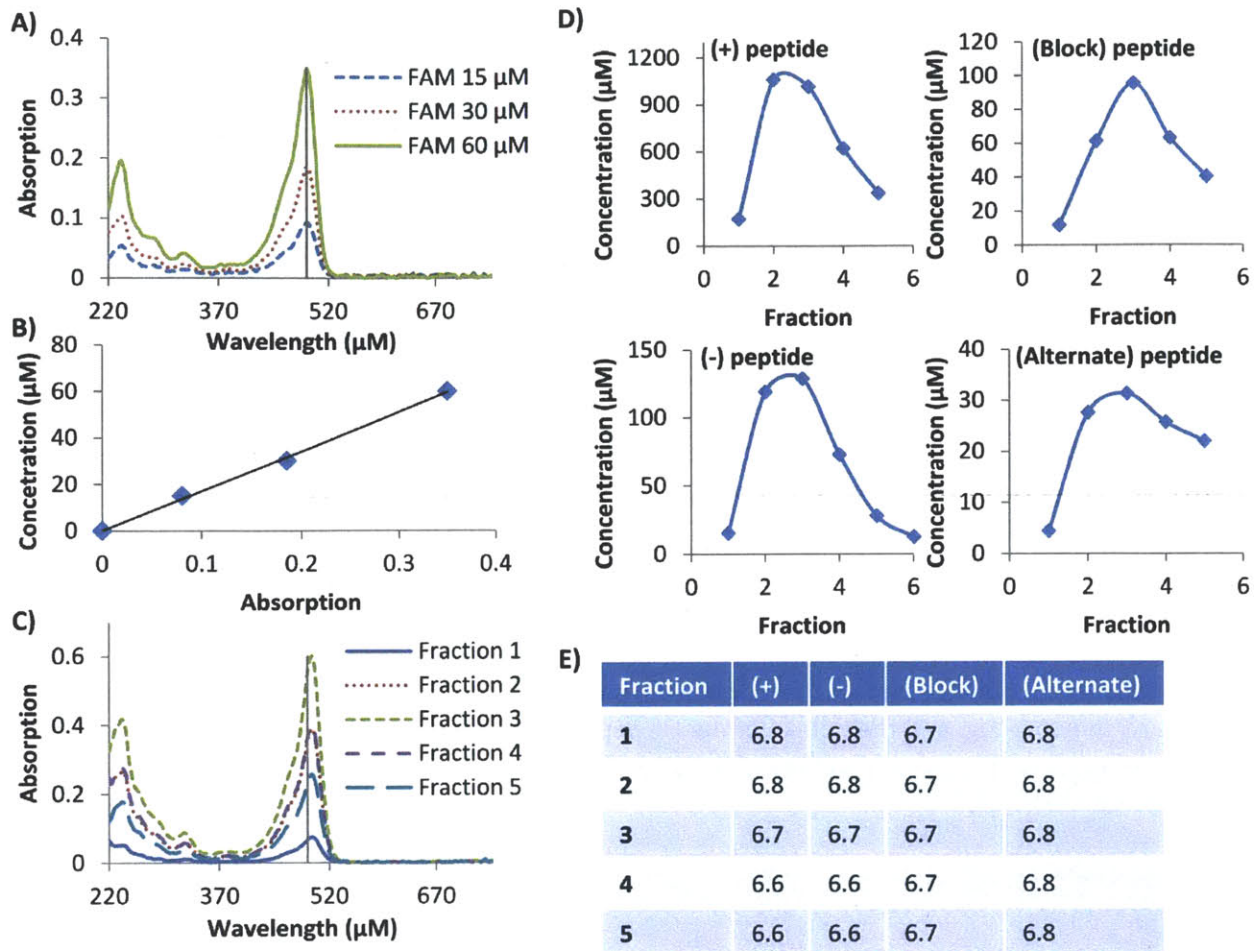 A)
Absorption
0.4
0.3
0.2
0.1
0
220
370
520
670
Wavelength (μM)
FAM 15 μM
FAM 30 μM
FAM 60 μM
B)
Concetration (μM)
80
60
40
20
0
0
0.1
0.2
0.3
0.4
Absorption
C)
Absorption
0.6
0.4
0.2
0
220
370
520
670
Wavelength (μM)
Fraction 1
Fraction 2
Fraction 3
Fraction 4
Fraction 5
D)
(+) peptide
Concentration (μM)
1200
900
600
300
0
0
2
4
6
Fraction
(Block) peptide
Concentration (μM)
120
100
80
60
40
20
0
0
2
4
6
Fraction
(-) peptide
Concentration (μM)
150
100
50
0
0
2
4
6
Fraction
(Alternate) peptide
Concentration (μM)
40
30
20
10
0
0
2
4
6
Fraction
E)
Fraction (+) (-) (Block) (Alternate)
1 6.8 6.8 6.7 6.8
2 6.8 6.8 6.7 6.8
3 6.7 6.7 6.7 6.8
4 6.6 6.6 6.7 6.8
5 6.6 6.6 6.7 6.8